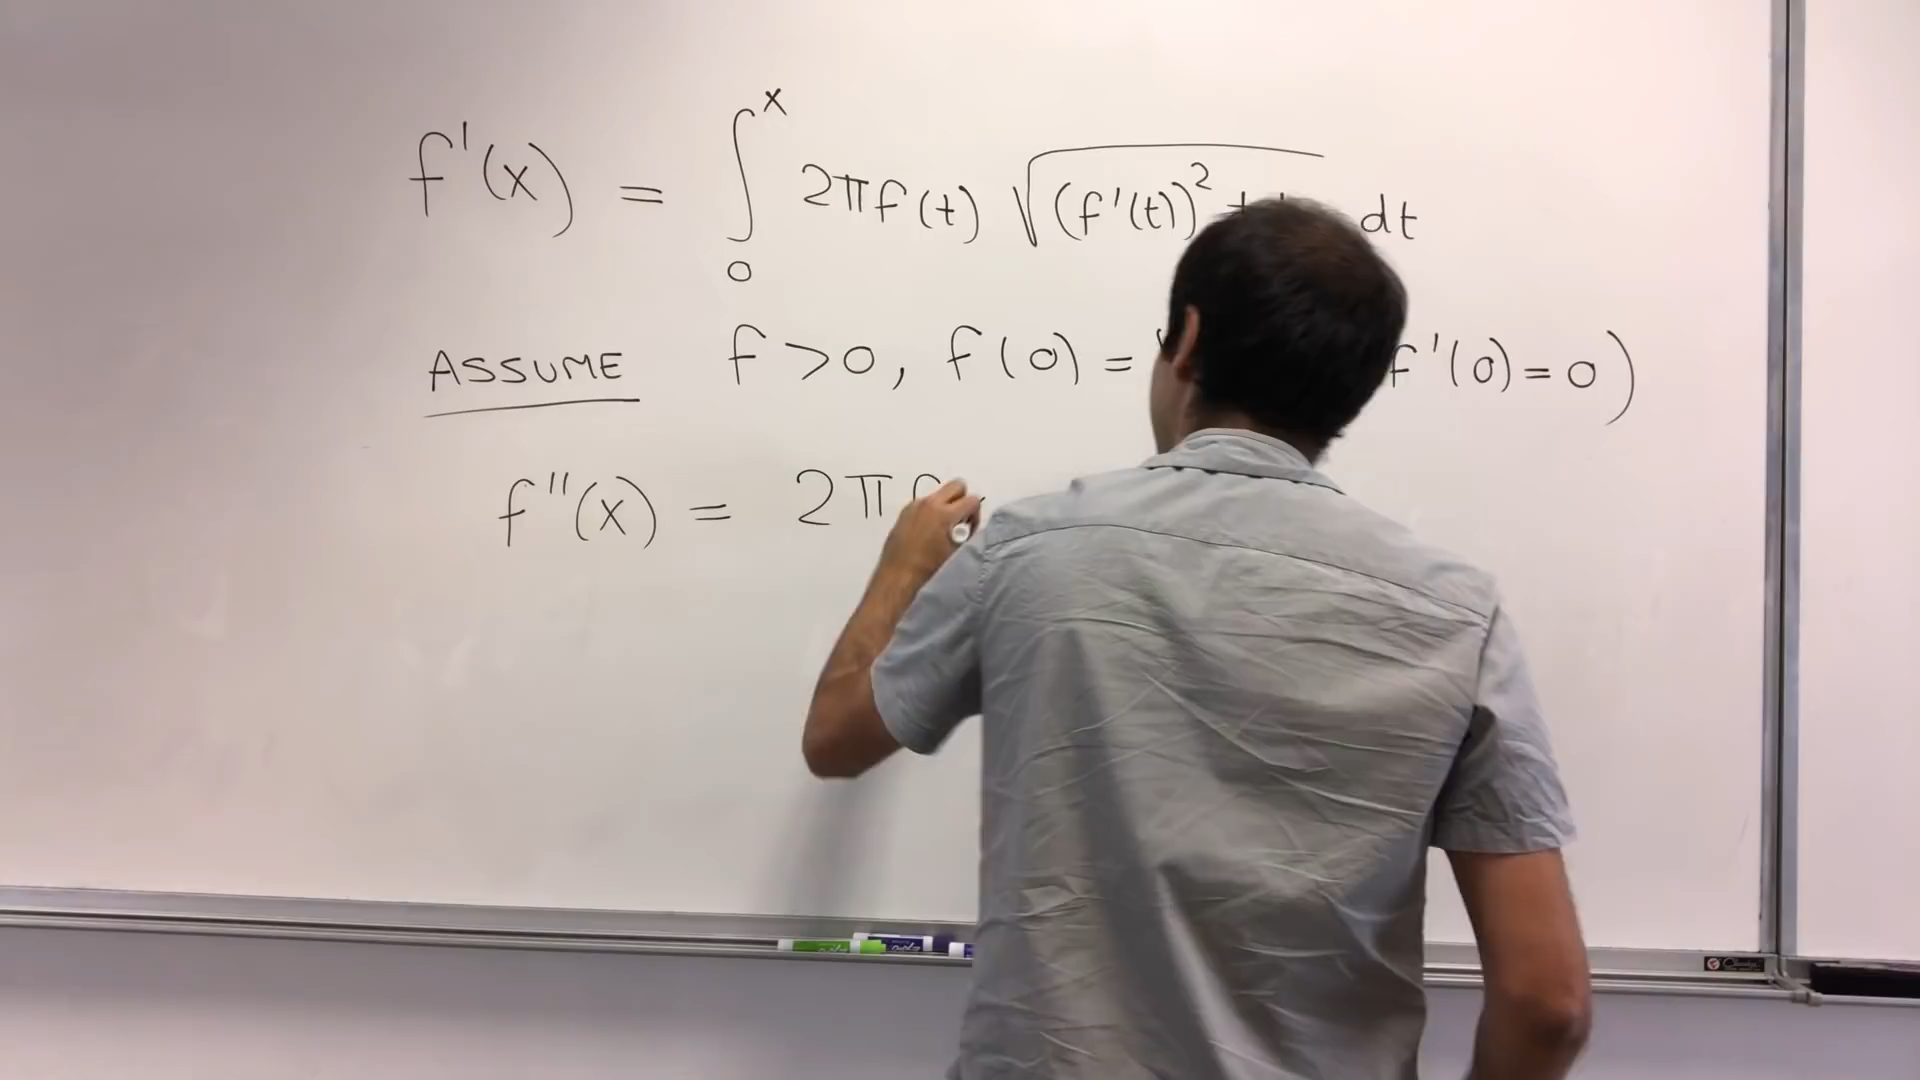 f'(x) = ∫₀ˣ 2πf(t) √(f'(t))² + dt
ASSUME f>0, f(0) = f'(0)=0)
f''(x) = 2π f